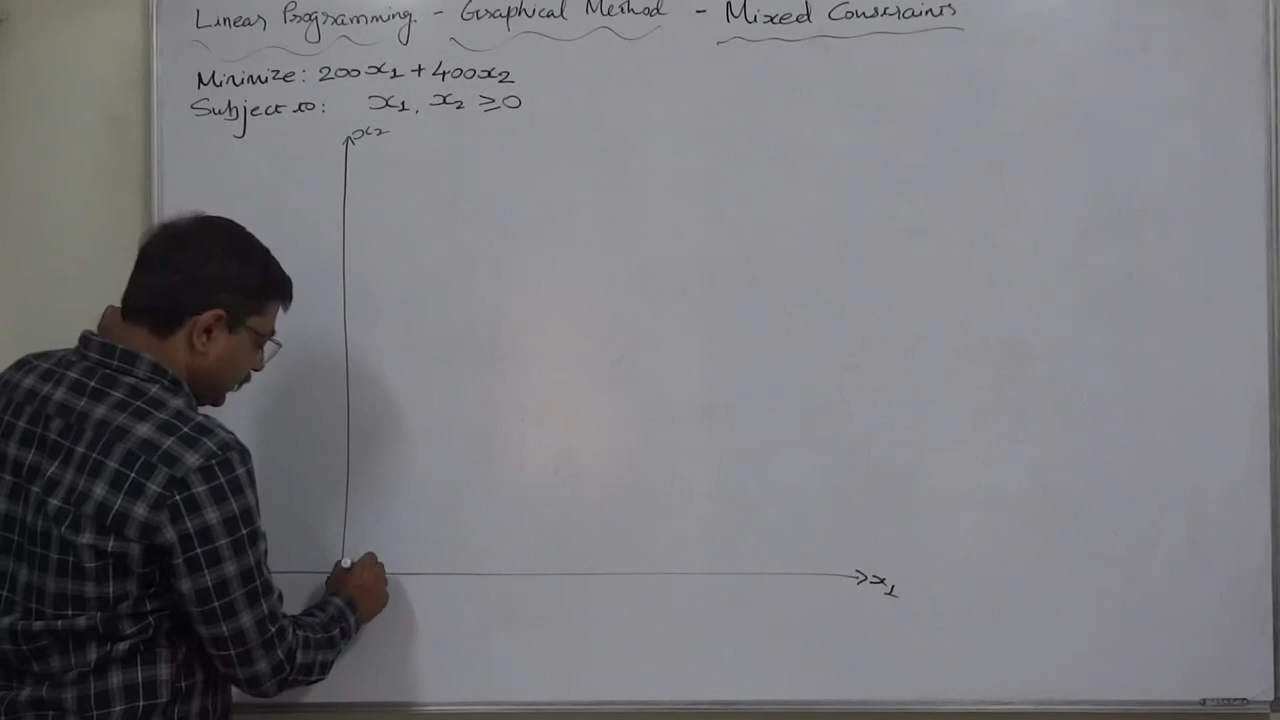 Linear Programming - Graphical Method - Mixed Constraints
Minimize: 200x1 + 400x2
Subject to: x1, x2 ≥ 0
x2
x1